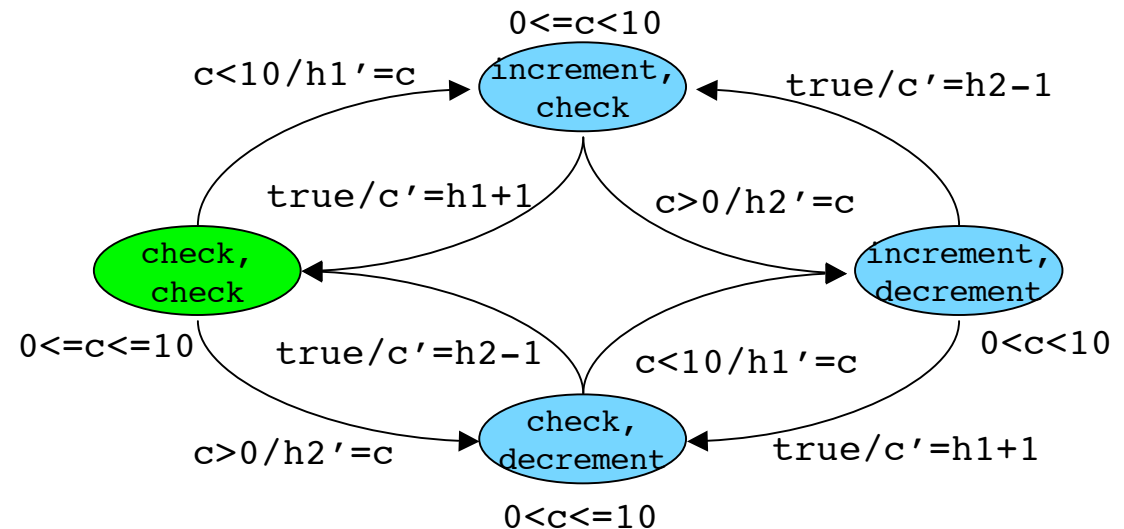 0<=c<10
c<10/h1'=c
increment,
check
true/c'=h2-1
true/c'=h1+1
c>0/h2'=c
check,
check
increment,
decrement
0<=c<=10
true/c'=h2-1
c<10/h1'=c
0<c<10
check,
decrement
c>0/h2'=c
true/c'=h1+1
0<c<=10